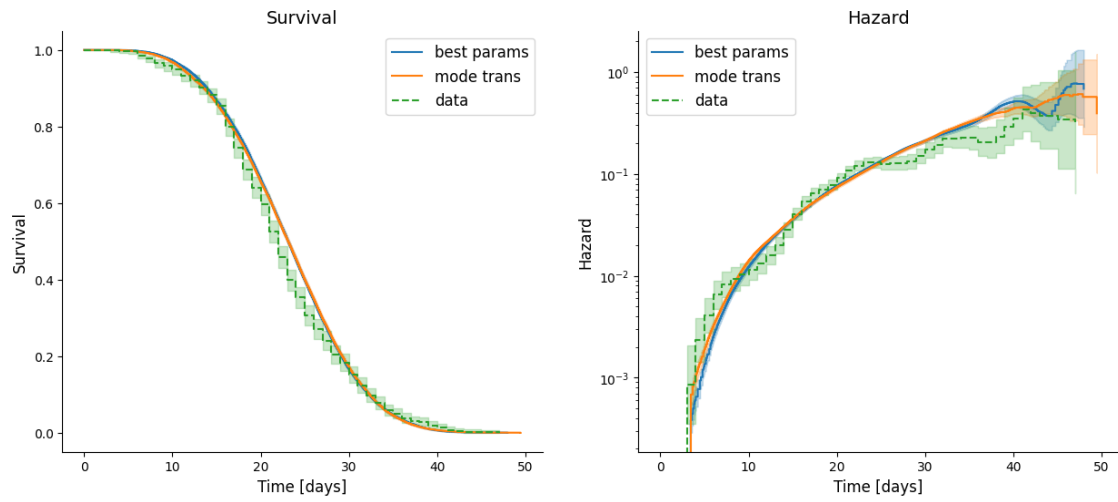 Survival
1.0
0.8
0.6
0.4
0.2
0.0
Survival
0
10
20
30
40
50
Time [days]
best params
mode trans
data
Hazard
10⁰
10⁻¹
10⁻²
10⁻³
Hazard
0
10
20
30
40
50
Time [days]
best params
mode trans
data